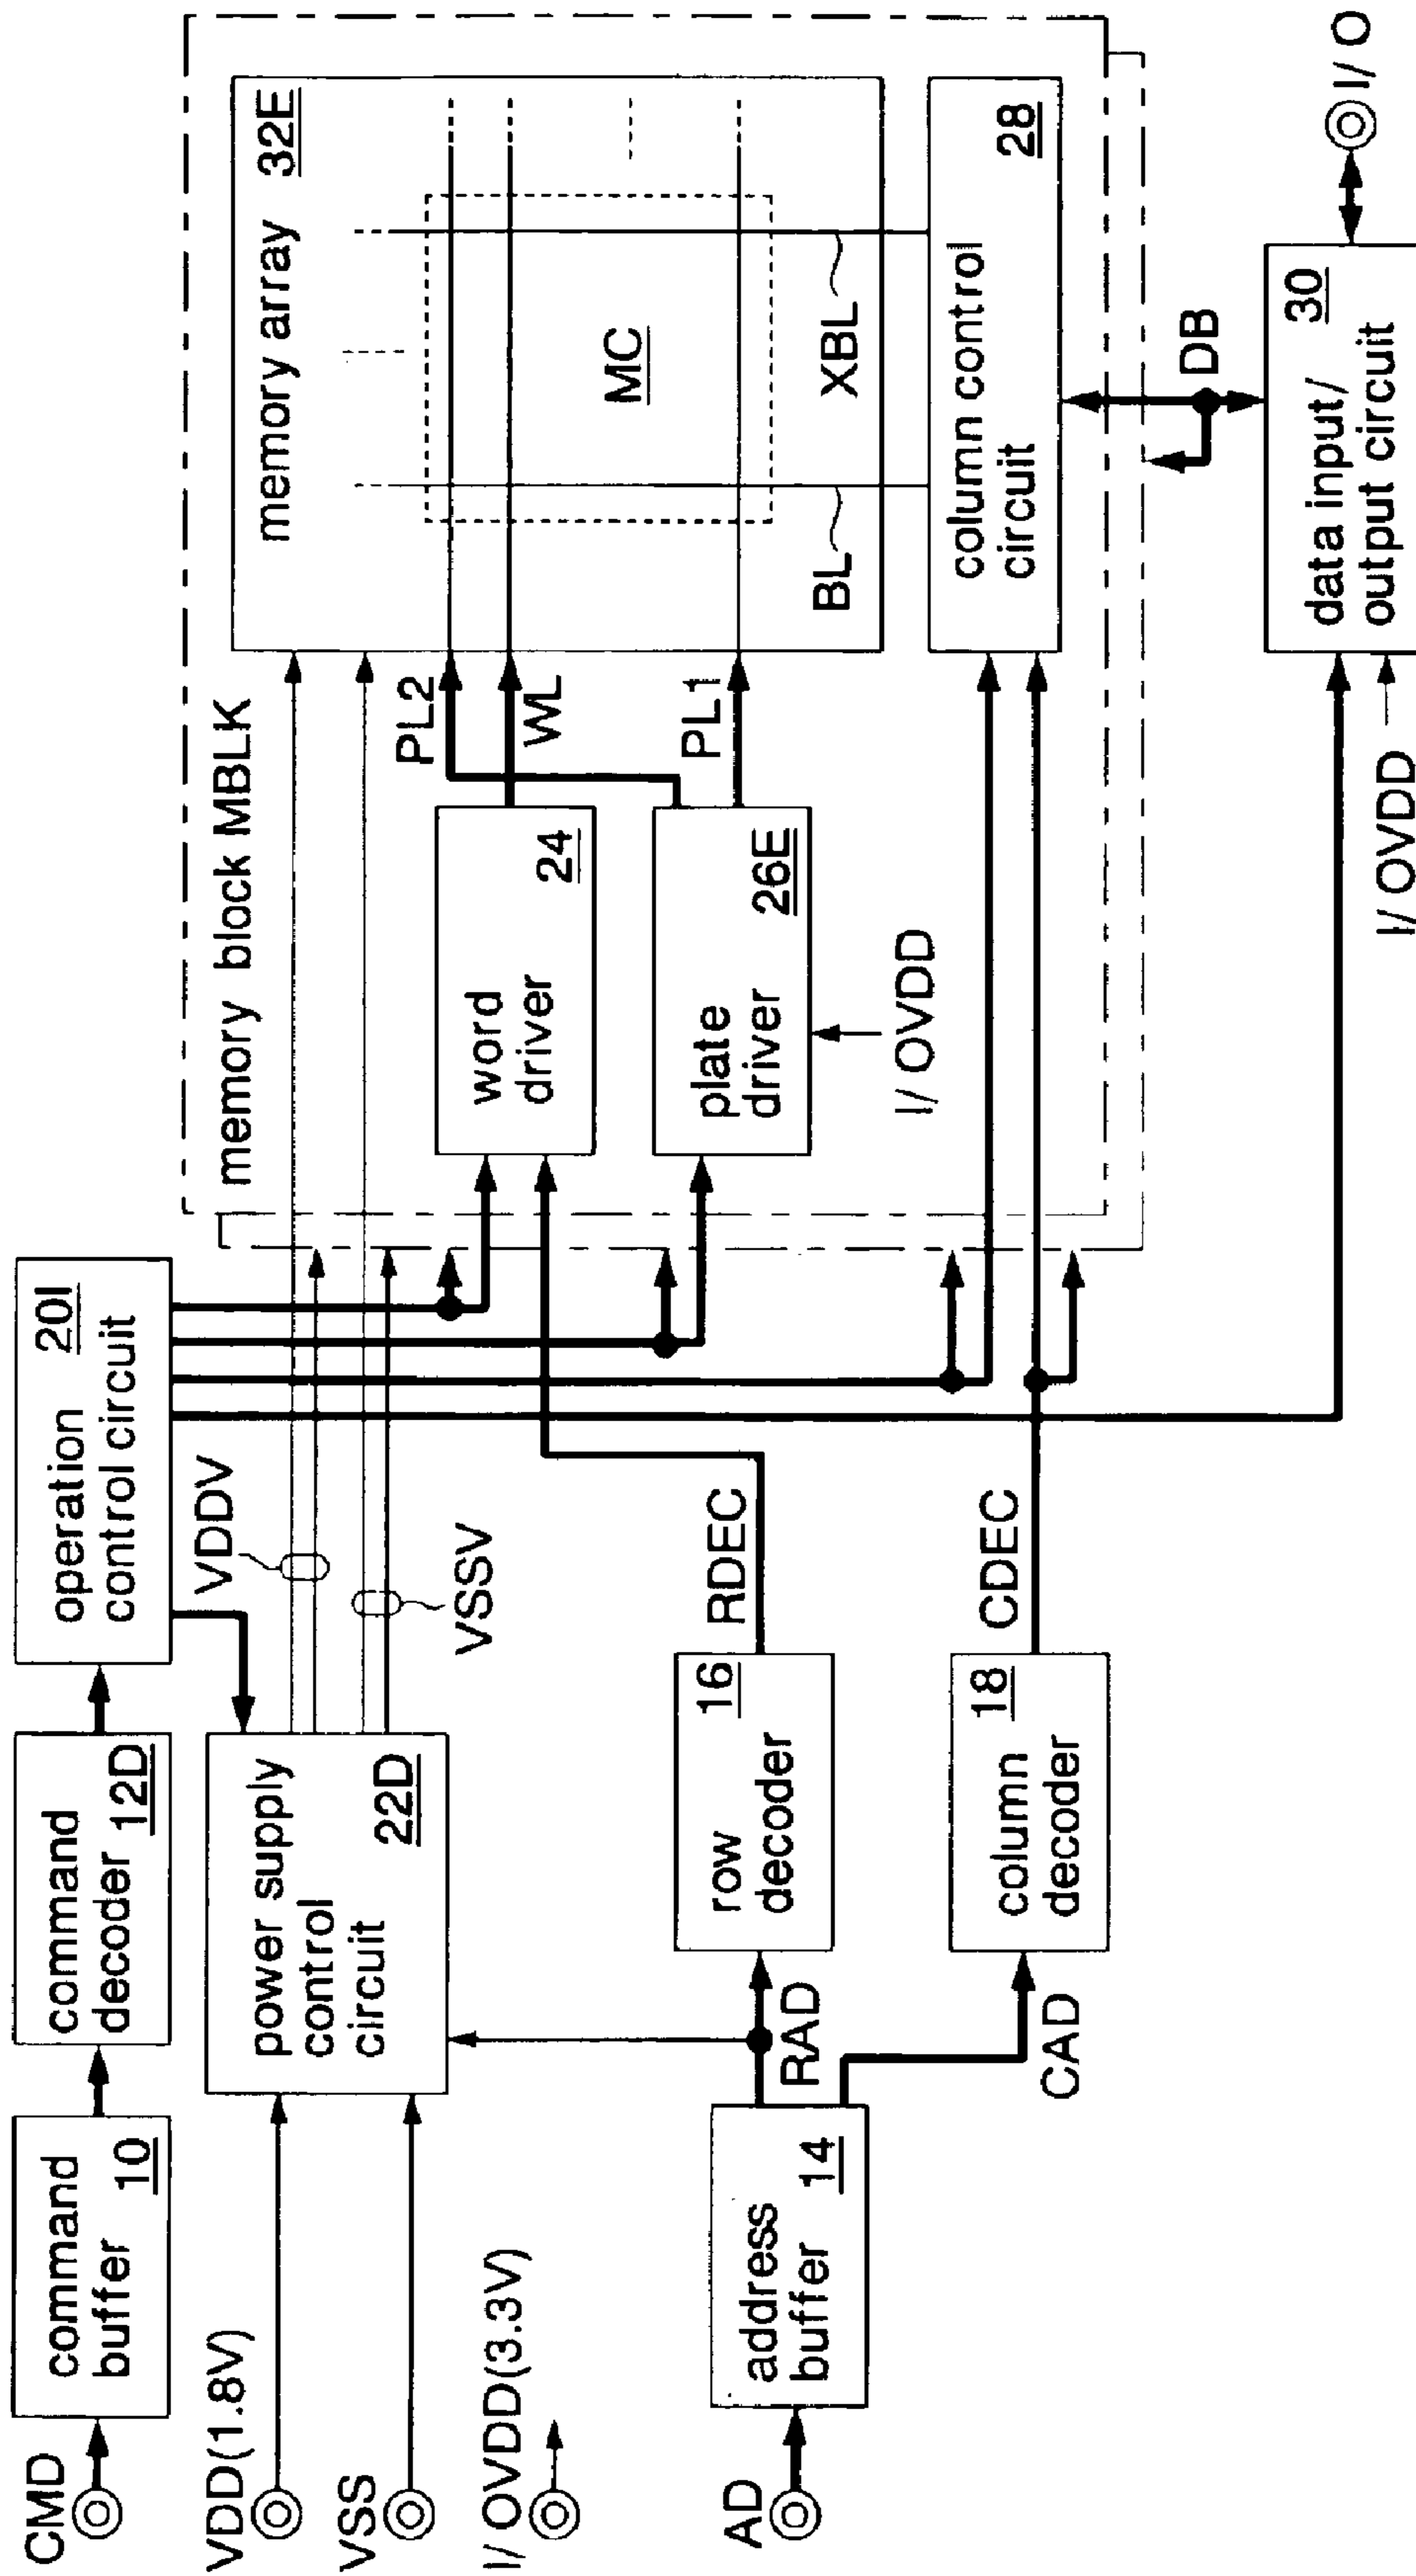 CMD
command
buffer 10
command
decoder 12D
operation 20I
control circuit
VDD(1.8V)
VSS
I/ OVDD(3.3V)
power supply
control
circuit 22D
VDDV
VSSV
AD
address
buffer 14
RAD
CAD
row 16
decoder
column 18
decoder
RDEC
CDEC
memory block MBLK
word
driver 24
plate
driver 26E
I/ OVDD
PL2
WL
PL1
memory array 32E
MC
BL
XBL
column control 28
circuit
DB
data input/ 30
output circuit
I/ OVDD
I/ O